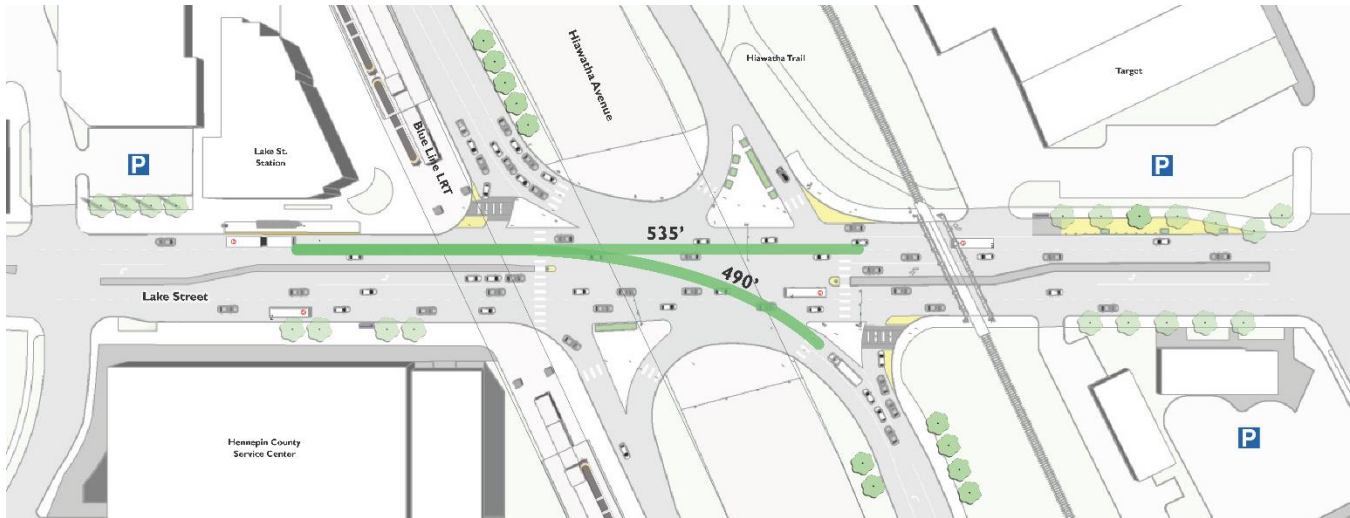 Hiawatha Avenue
Hiawatha Trail
Target
P
Lake St.
Station
Blue Line LRT
P
535'
490'
Lake Street
Hennepin County
Service Center
P